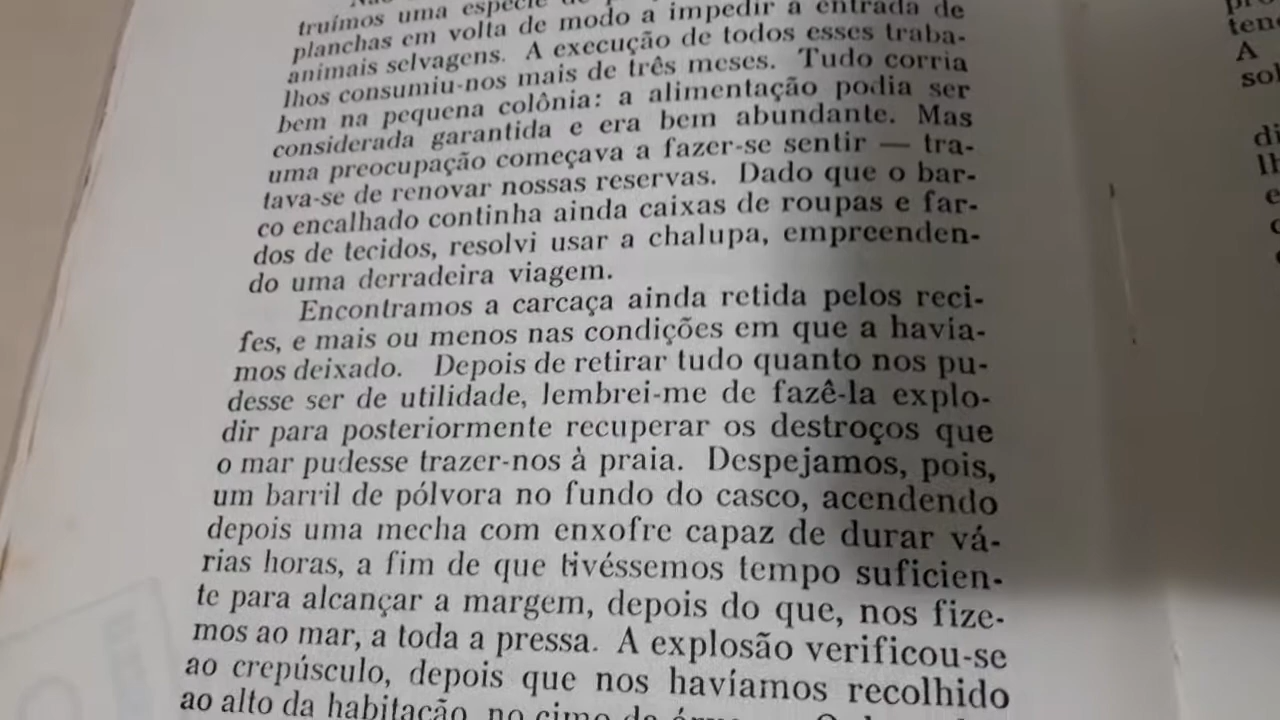 truímos uma espécie de
planchas em volta de modo a impedir a entrada de
animais selvagens. A execução de todos esses traba-
lhos consumiu-nos mais de três meses. Tudo corria
bem na pequena colônia: a alimentação podia ser
considerada garantida e era bem abundante. Mas
uma preocupação começava a fazer-se sentir — tra-
tava-se de renovar nossas reservas. Dado que o bar-
co encalhado continha ainda caixas de roupas e far-
dos de tecidos, resolvi usar a chalupa, empreenden-
do uma derradeira viagem.
Encontramos a carcaça ainda retida pelos reci-
fes, e mais ou menos nas condições em que a havia-
mos deixado. Depois de retirar tudo quanto nos pu-
desse ser de utilidade, lembrei-me de fazê-la explo-
dir para posteriormente recuperar os destroços que
o mar pudesse trazer-nos à praia. Despejamos, pois,
um barril de pólvora no fundo do casco, acendendo
depois uma mecha com enxofre capaz de durar vá-
rias horas, a fim de que tivéssemos tempo suficien-
te para alcançar a margem, depois do que, nos fize-
mos ao mar, a toda a pressa. A explosão verificou-se
ao crepúsculo, depois que nos havíamos recolhido
ao alto da habitação, no cimo da
A